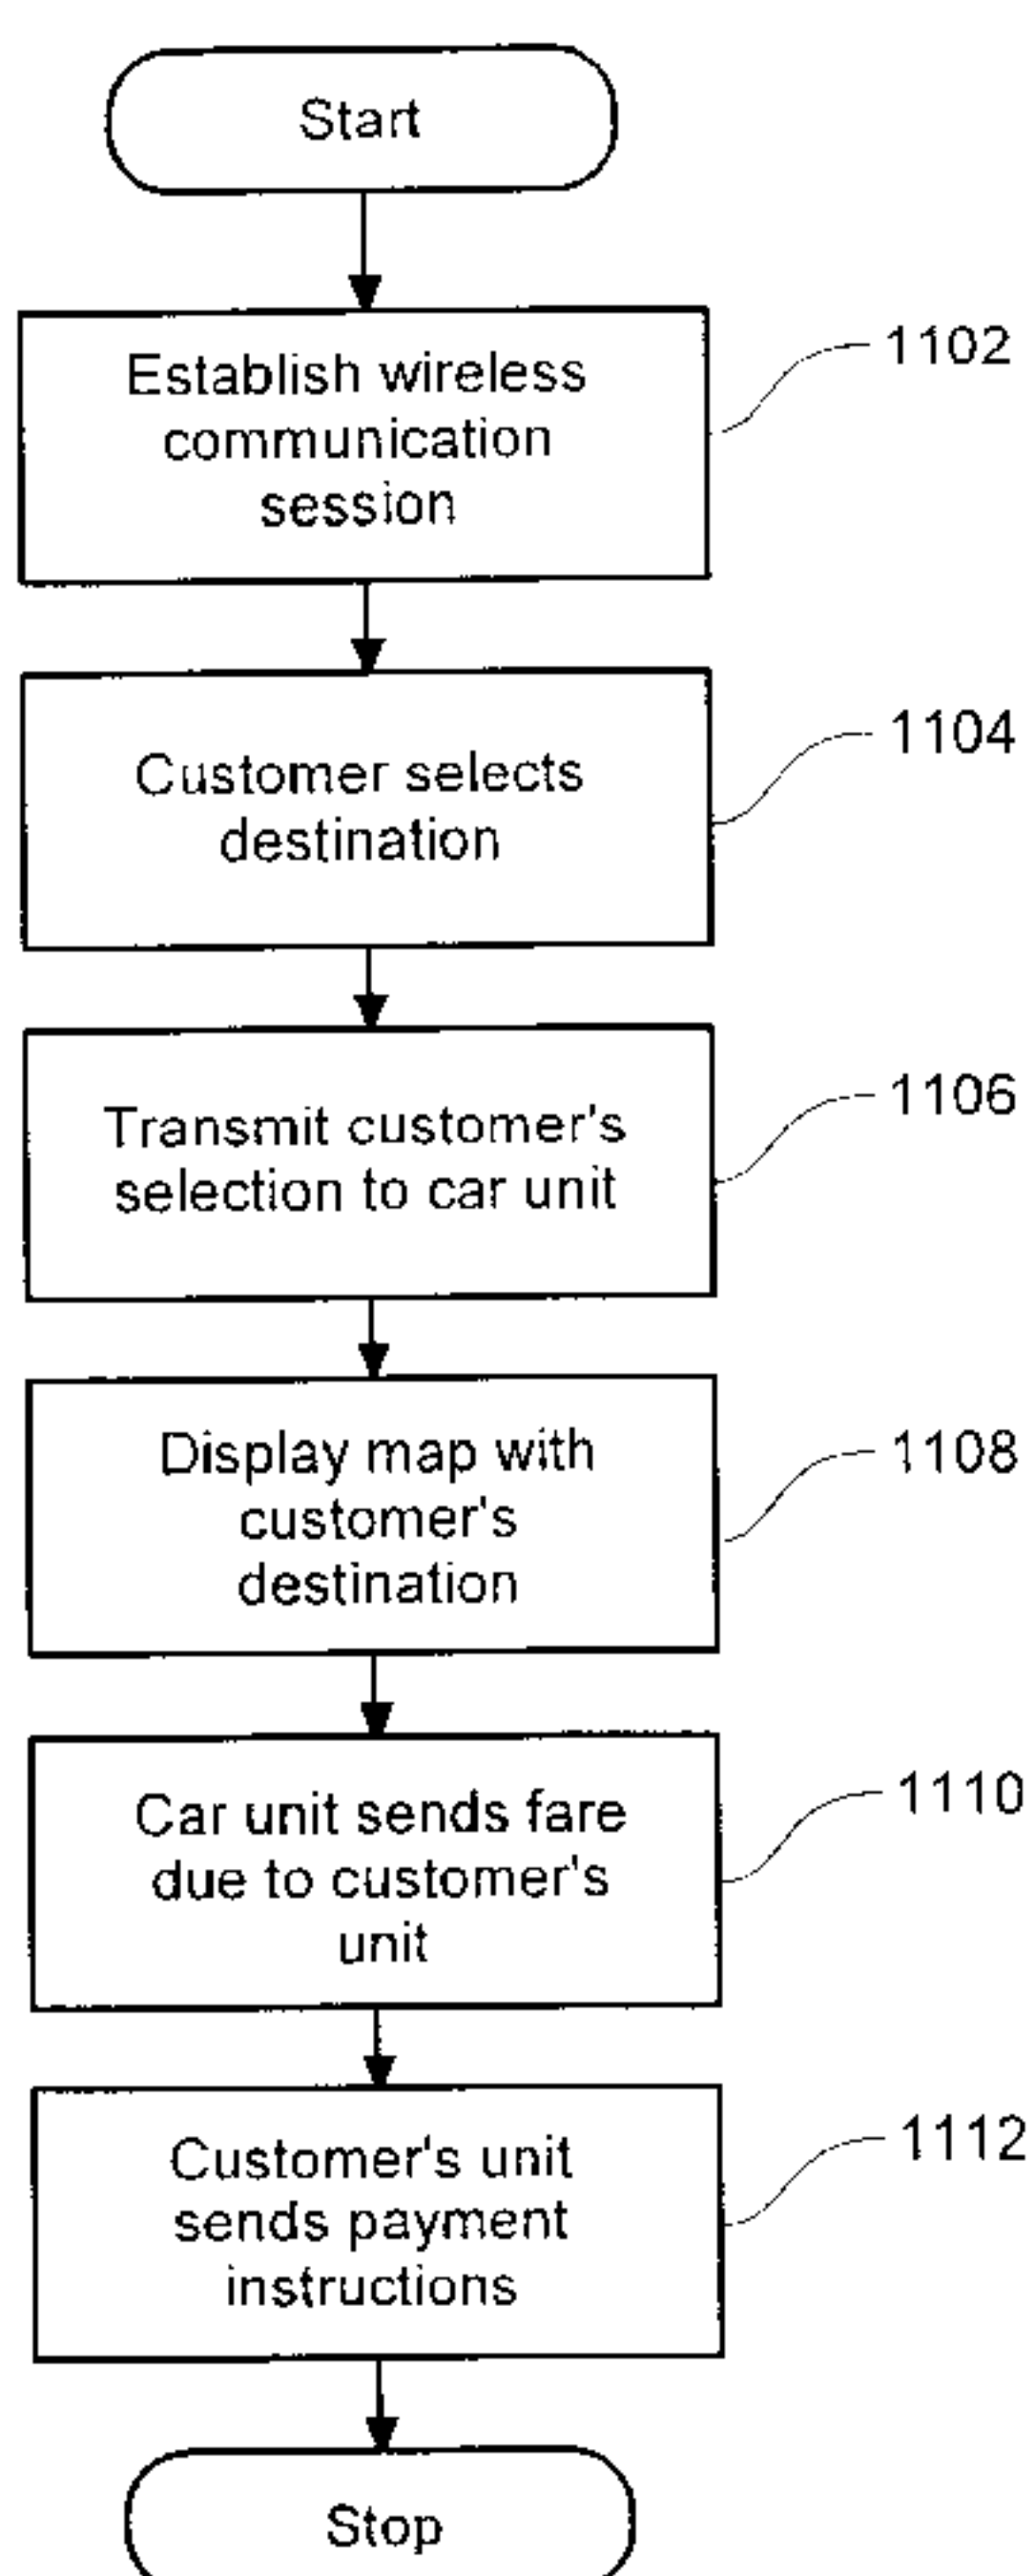 Start
Establish wireless
communication
session
1102
Customer selects
destination
1104
Transmit customer's
selection to car unit
1106
Display map with
customer's
destination
1108
Car unit sends fare
due to customer's
unit
1110
Customer's unit
sends payment
instructions
1112
Stop